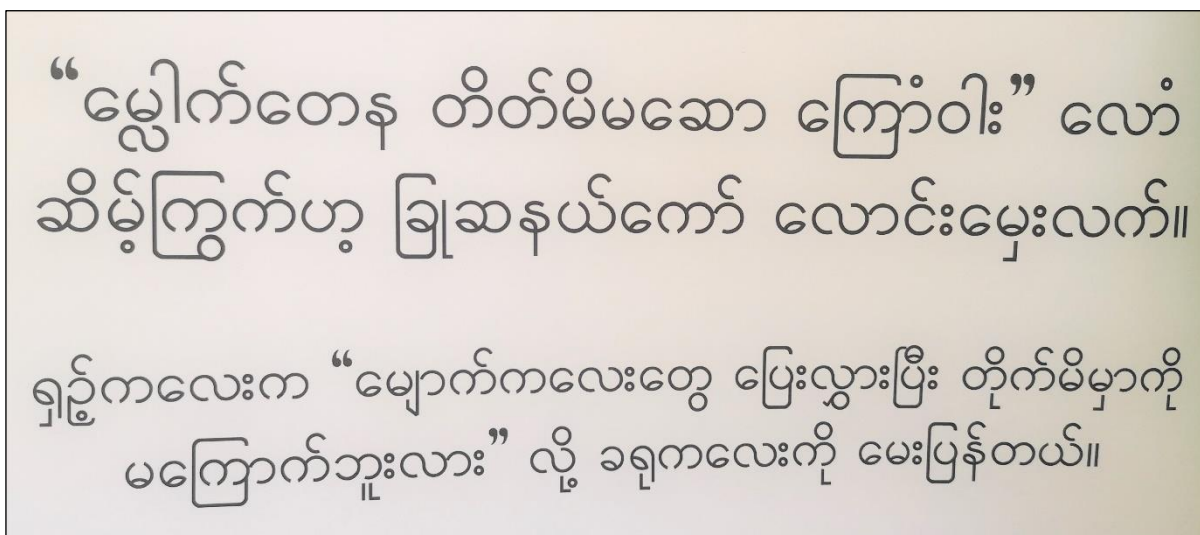 “မ္လေါက်တေန တိတ်မိမဆော ကြောံဝါး” လောံ
ဆိမ့်ကြွက်ဟ့ ခြုဆနယ်ကော် လောင်းမှေးလက်။
ရှဉ့်ကလေးက “မျောက်ကလေးတွေ ပြေးလွှားပြီး တိုက်မိမှာကို
မကြောက်ဘူးလား” လို့ ခရုကလေးကို မေးပြန်တယ်။